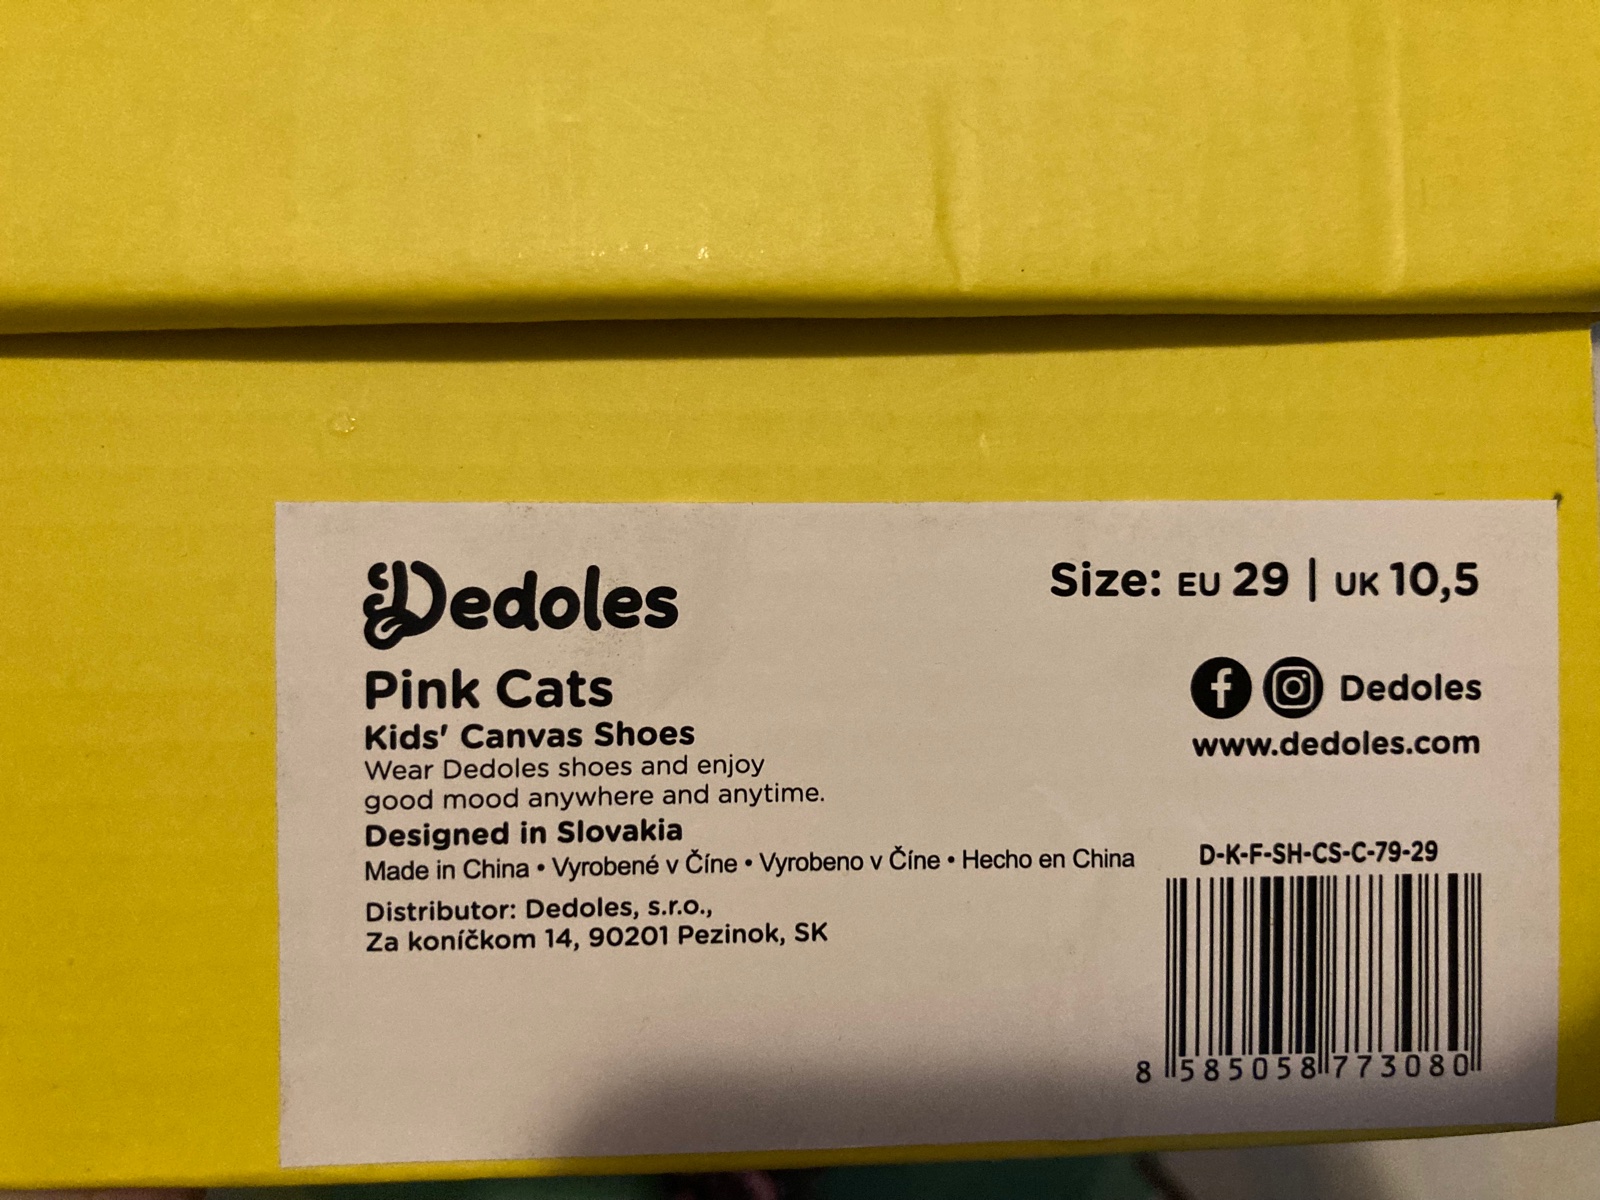 Dedoles
Size: EU 29 | UK 10,5
Pink Cats
Kids' Canvas Shoes
Wear Dedoles shoes and enjoy
good mood anywhere and anytime.
Designed in Slovakia
Made in China • Vyrobené v Číne • Vyrobeno v Číne • Hecho en China
Distributor: Dedoles, s.r.o.,
Za koníčkom 14, 90201 Pezinok, SK
Dedoles
www.dedoles.com
D-K-F-SH-CS-C-79-29
8 585058 773080